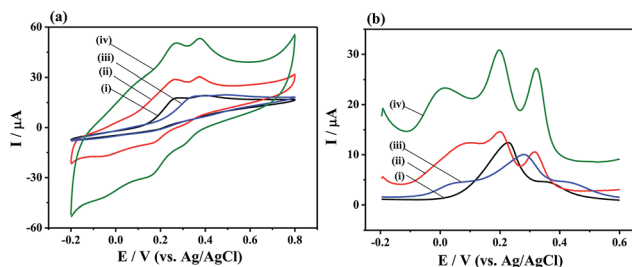 (a)
60
30
0
-30
-60
I / μA
(iv)
(iii)
(ii)
(i)
-0.2
0.0
0.2
0.4
0.6
0.8
E / V (vs. Ag/AgCl)
(b)
30
20
10
0
I / μA
(iv)
(iii)
(ii)
(i)
-0.2
0.0
0.2
0.4
0.6
E / V (vs. Ag/AgCl)